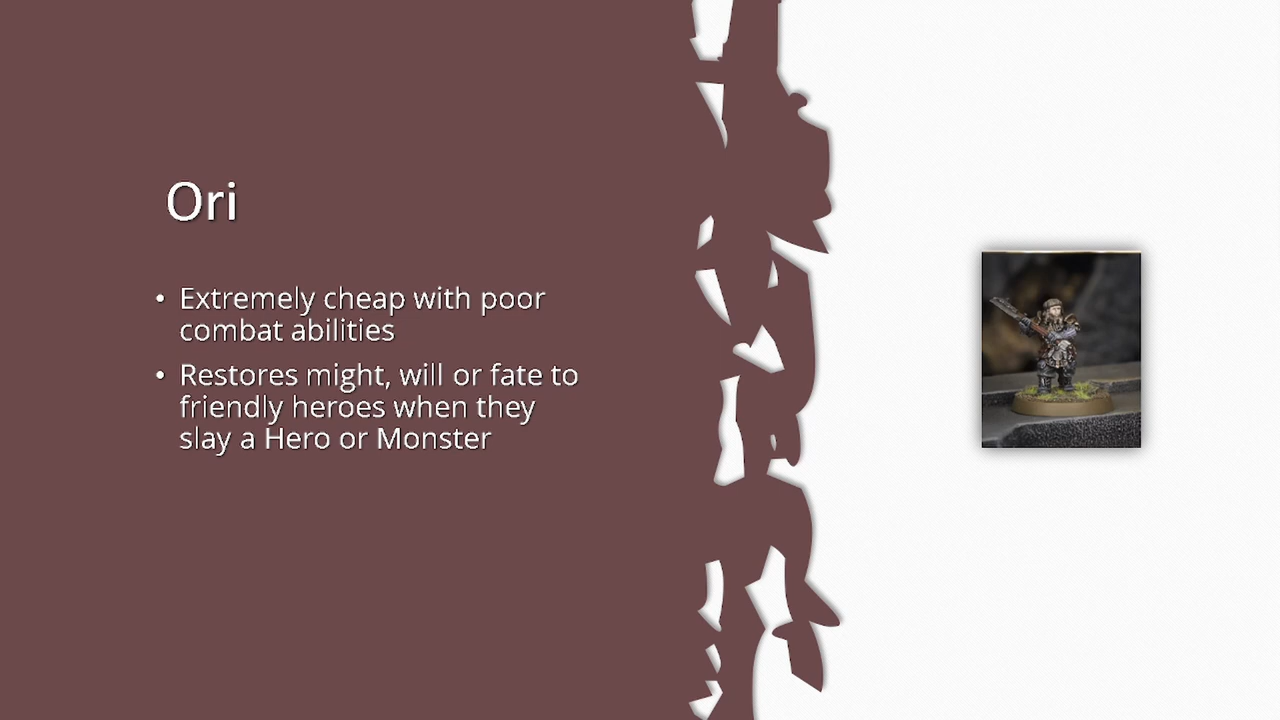 Ori
• Extremely cheap with poor
combat abilities
• Restores might, will or fate to
friendly heroes when they
slay a Hero or Monster